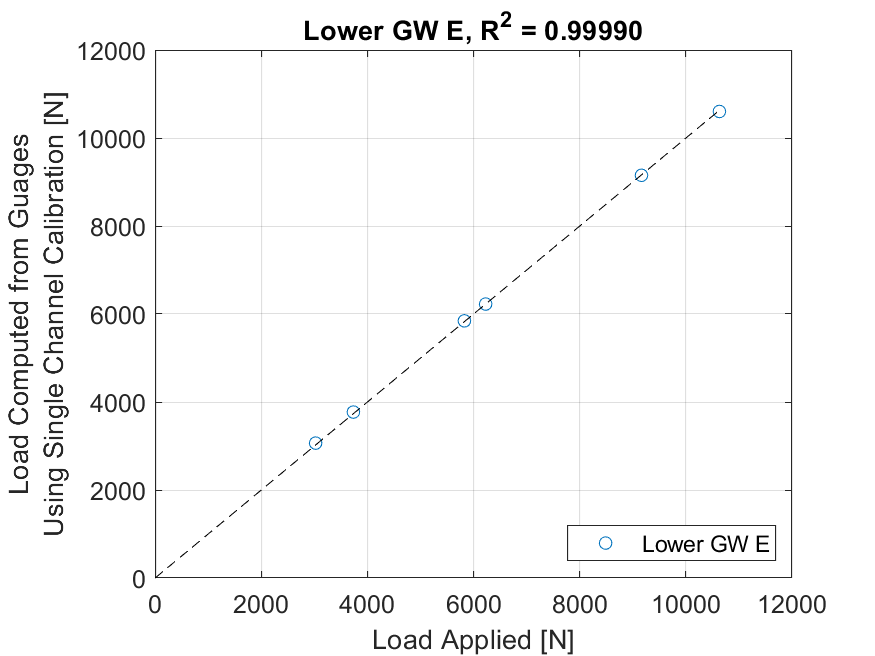 Lower GW E, R² = 0.99990
12000
10000
8000
6000
4000
2000
0
Load Computed from Guages
Using Single Channel Calibration [N]
Lower GW E
0 2000 4000 6000 8000 10000 12000
Load Applied [N]